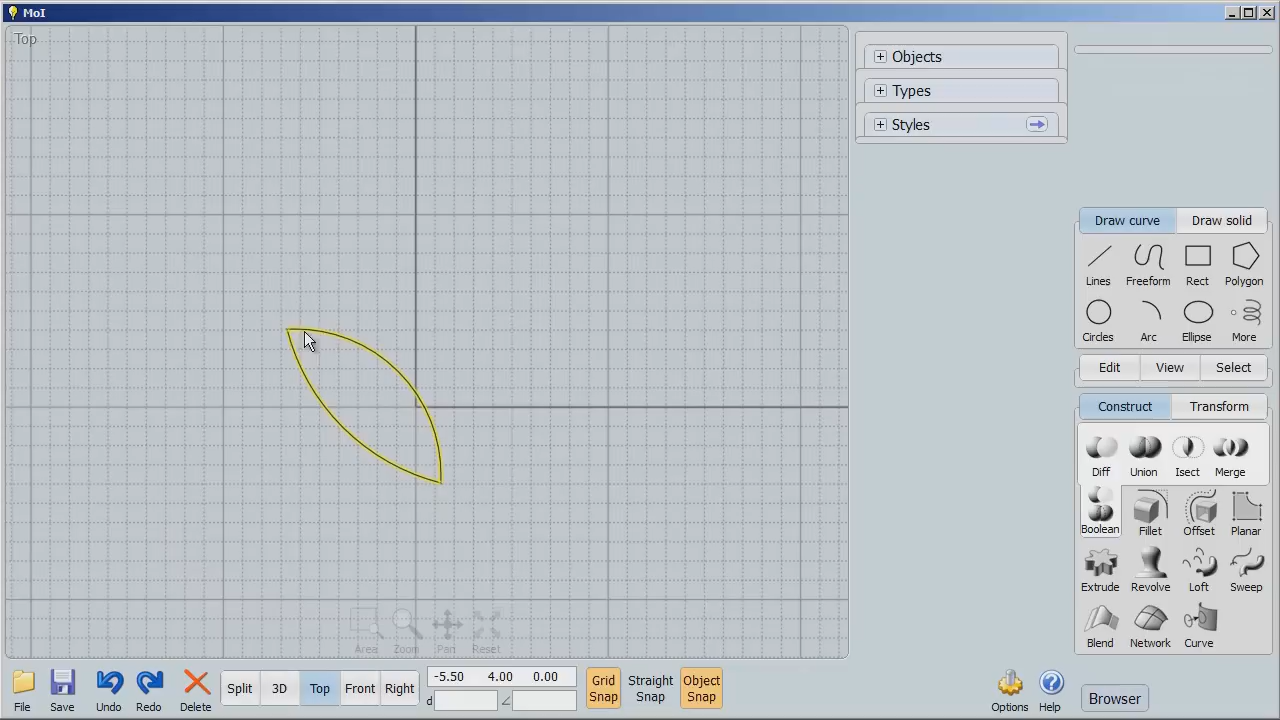 MoI
Top
Objects
Types
Styles
Draw curve Draw solid
Lines Freeform Rect Polygon
Circles Arc Ellipse More
Edit View Select
Construct Transform
Diff Union Isect Merge
Boolean Fillet Offset Planar
Extrude Revolve Loft Sweep
Blend Network Curve
Area Zoom Pan Reset
File Save Undo Redo Delete
Split 3D Top Front Right
-5.50 4.00 0.00
d
Grid Snap
Straight Snap
Object Snap
Options Help
Browser